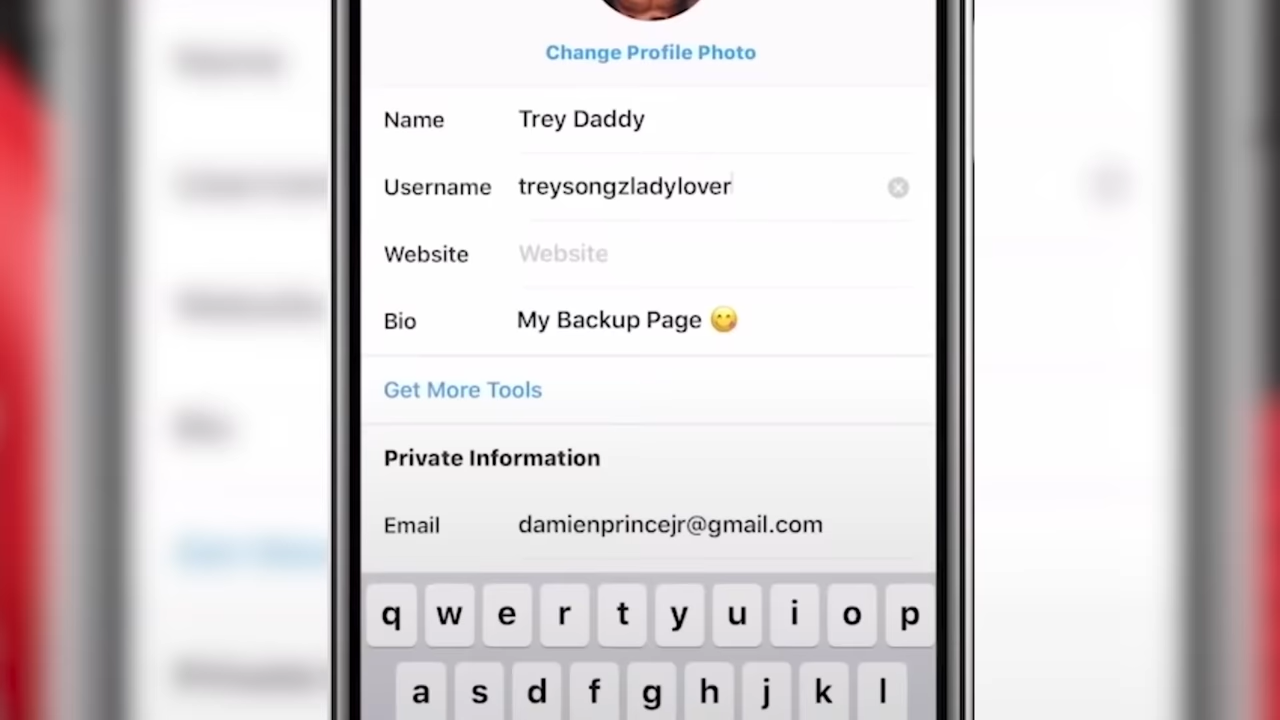 Change Profile Photo
Name Trey Daddy
Username treysongzladylover
Website Website
Bio My Backup Page 😋
Get More Tools
Private Information
Email damienprincejr@gmail.com
q w e r t y u i o p
a s d f g h j k l